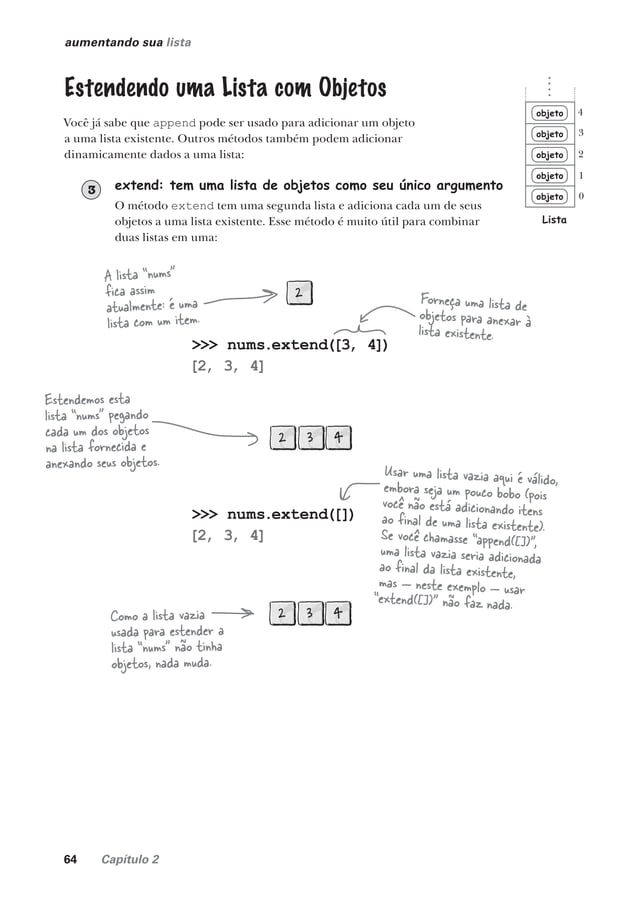 aumentando sua lista
Estendendo uma Lista com Objetos
Você já sabe que append pode ser usado para adicionar um objeto
a uma lista existente. Outros métodos também podem adicionar
dinamicamente dados a uma lista:
objeto 4
objeto 3
objeto 2
objeto 1
objeto 0
Lista
3 extend: tem uma lista de objetos como seu único argumento
O método extend tem uma segunda lista e adiciona cada um de seus
objetos a uma lista existente. Esse método é muito útil para combinar
duas listas em uma:
A lista "nums"
fica assim
atualmente: é uma
lista com um item.
2
Forneça uma lista de
objetos para anexar à
lista existente.
>>> nums.extend([3, 4])
[2, 3, 4]
Estendemos esta
lista "nums" pegando
cada um dos objetos
na lista fornecida e
anexando seus objetos.
2 3 4
Usar uma lista vazia aqui é válido,
embora seja um pouco bobo (pois
você não está adicionando itens
ao final de uma lista existente).
Se você chamasse "append([])",
uma lista vazia seria adicionada
ao final da lista existente,
mas — neste exemplo — usar
"extend([])" não faz nada.
>>> nums.extend([])
[2, 3, 4]
Como a lista vazia
usada para estender a
lista "nums" não tinha
objetos, nada muda.
2 3 4
64 Capítulo 2